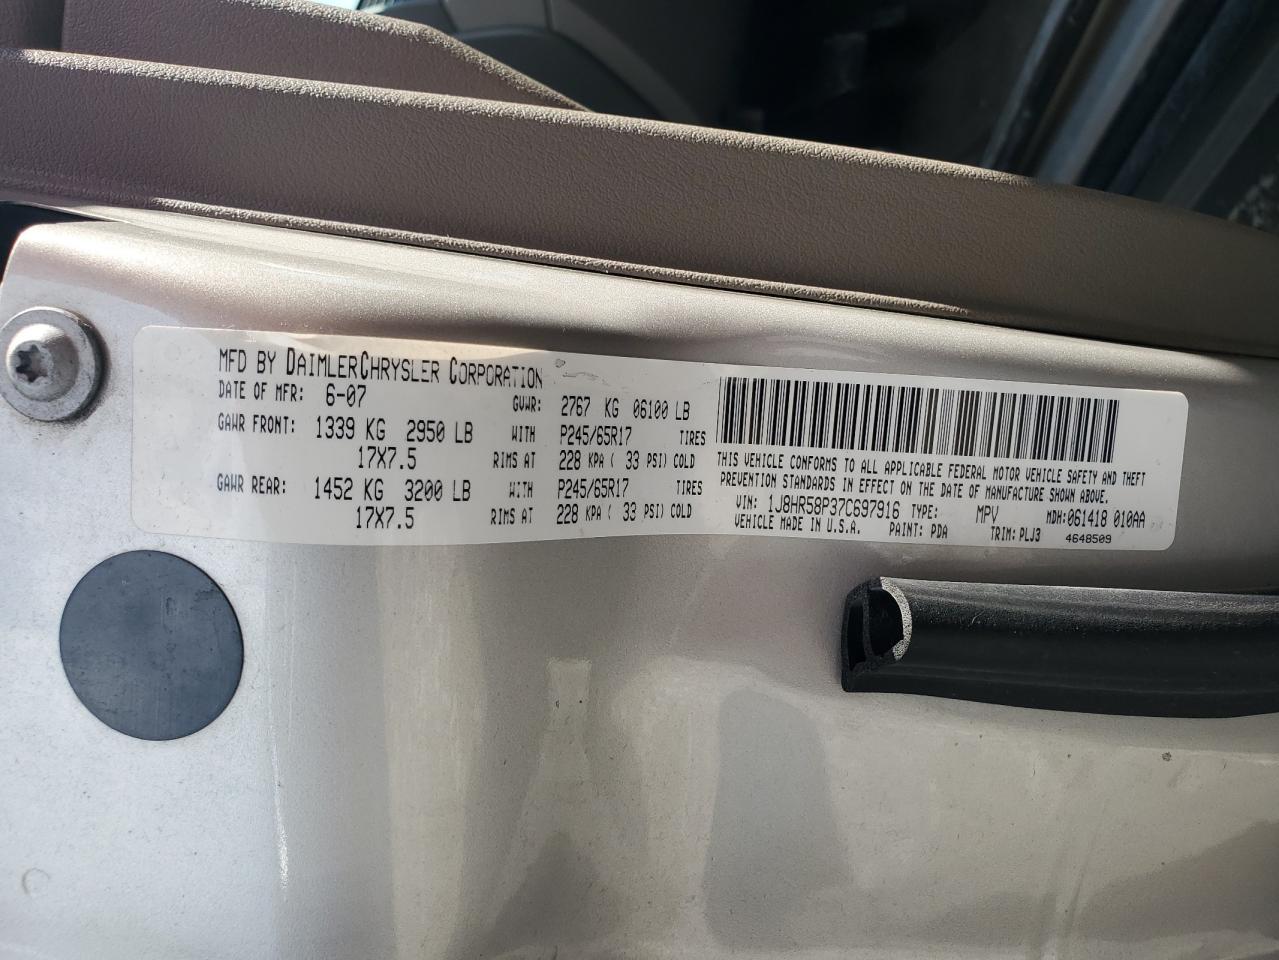 MFD BY DAIMLERCHRYSLER CORPORATION
DATE OF MFR: 6-07 GVWR: 2767 KG 06100 LB
GAWR FRONT: 1339 KG 2950 LB WITH P245/65R17 TIRES
17X7.5 RIMS AT 228 KPA ( 33 PSI) COLD
GAWR REAR: 1452 KG 3200 LB WITH P245/65R17 TIRES
17X7.5 RIMS AT 228 KPA ( 33 PSI) COLD
THIS VEHICLE CONFORMS TO ALL APPLICABLE FEDERAL MOTOR VEHICLE SAFETY AND THEFT
PREVENTION STANDARDS IN EFFECT ON THE DATE OF MANUFACTURE SHOWN ABOVE.
VIN: 1J8HR58P37C697916 TYPE: MPV MDH:061418 010AA
VEHICLE MADE IN U.S.A. PAINT: PDA TRIM: PLJ3 4648509